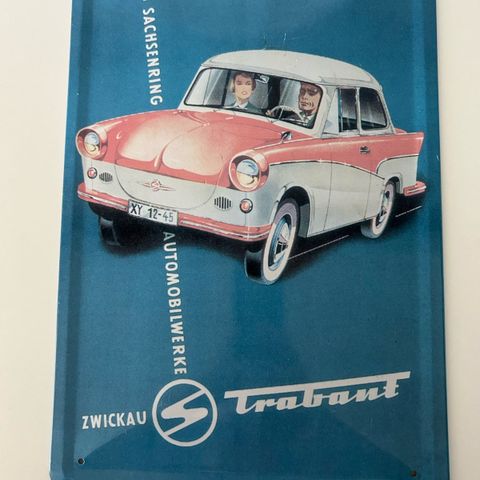 SACHSENRING
AUTOMOBILWERKE
XY 12-45
ZWICKAU
Trabant